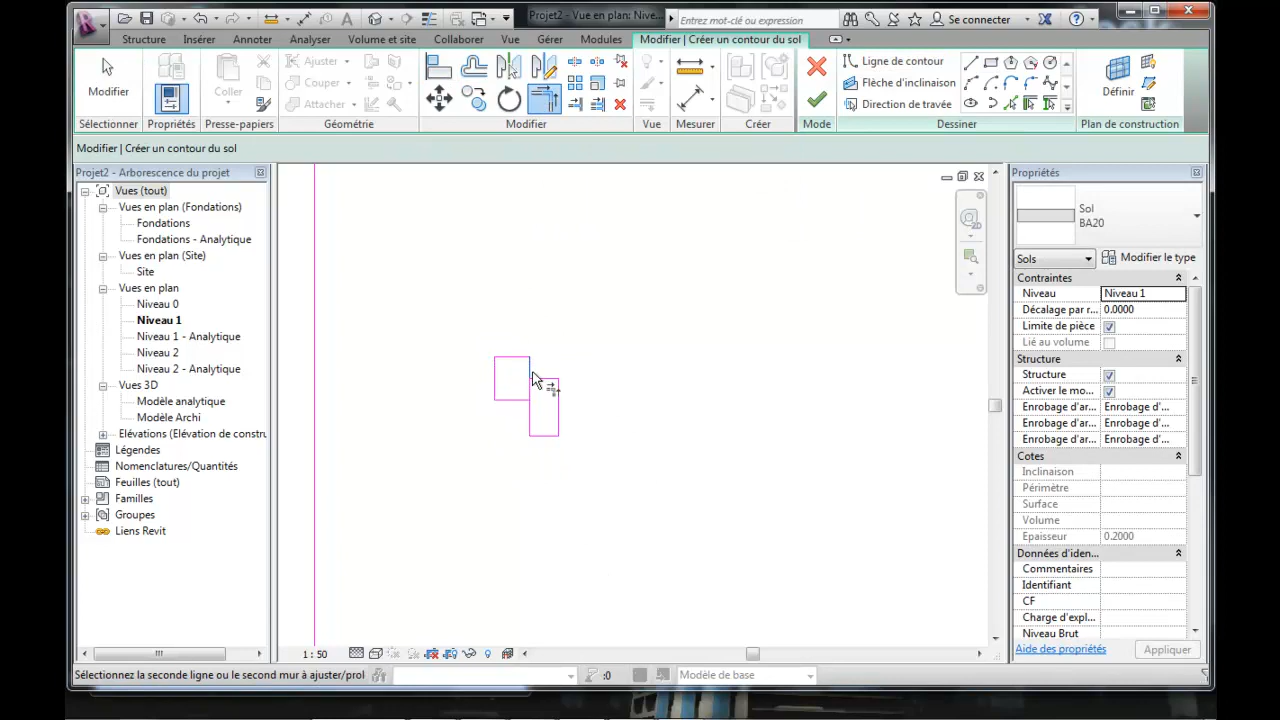 Projet2 - Vue en plan: Nive...
Entrez mot-clé ou expression
Se connecter
Structure
Insérer
Annoter
Analyser
Volume et site
Collaborer
Vue
Gérer
Modules
Modifier | Créer un contour du sol
Modifier
Coller
Ajuster
Couper
Attacher
Ligne de contour
Flèche d'inclinaison
Direction de travée
Définir
Sélectionner
Propriétés
Presse-papiers
Géométrie
Modifier
Vue
Mesurer
Créer
Mode
Dessiner
Plan de construction
Modifier | Créer un contour du sol
Projet2 - Arborescence du projet
Vues (tout)
Vues en plan (Fondations)
Fondations
Fondations - Analytique
Vues en plan (Site)
Site
Vues en plan
Niveau 0
Niveau 1
Niveau 1 - Analytique
Niveau 2
Niveau 2 - Analytique
Vues 3D
Modèle analytique
Modèle Archi
Elévations (Elévation de constru
Légendes
Nomenclatures/Quantités
Feuilles (tout)
Familles
Groupes
Liens Revit
2D
Propriétés
Sol
BA20
Sols
Modifier le type
Contraintes
Niveau
Niveau 1
Décalage par r...
0.0000
Limite de pièce
Lié au volume
Structure
Structure
Activer le mo...
Enrobage d'ar...
Enrobage d'...
Enrobage d'ar...
Enrobage d'...
Enrobage d'ar...
Enrobage d'...
Cotes
Inclinaison
Périmètre
Surface
Volume
Epaisseur
0.2000
Données d'iden...
Commentaires
Identifiant
CF
Charge d'expl...
Niveau Brut
Aide des propriétés
Appliquer
1 : 50
Sélectionnez la seconde ligne ou le second mur à ajuster/prol
:0
Modèle de base